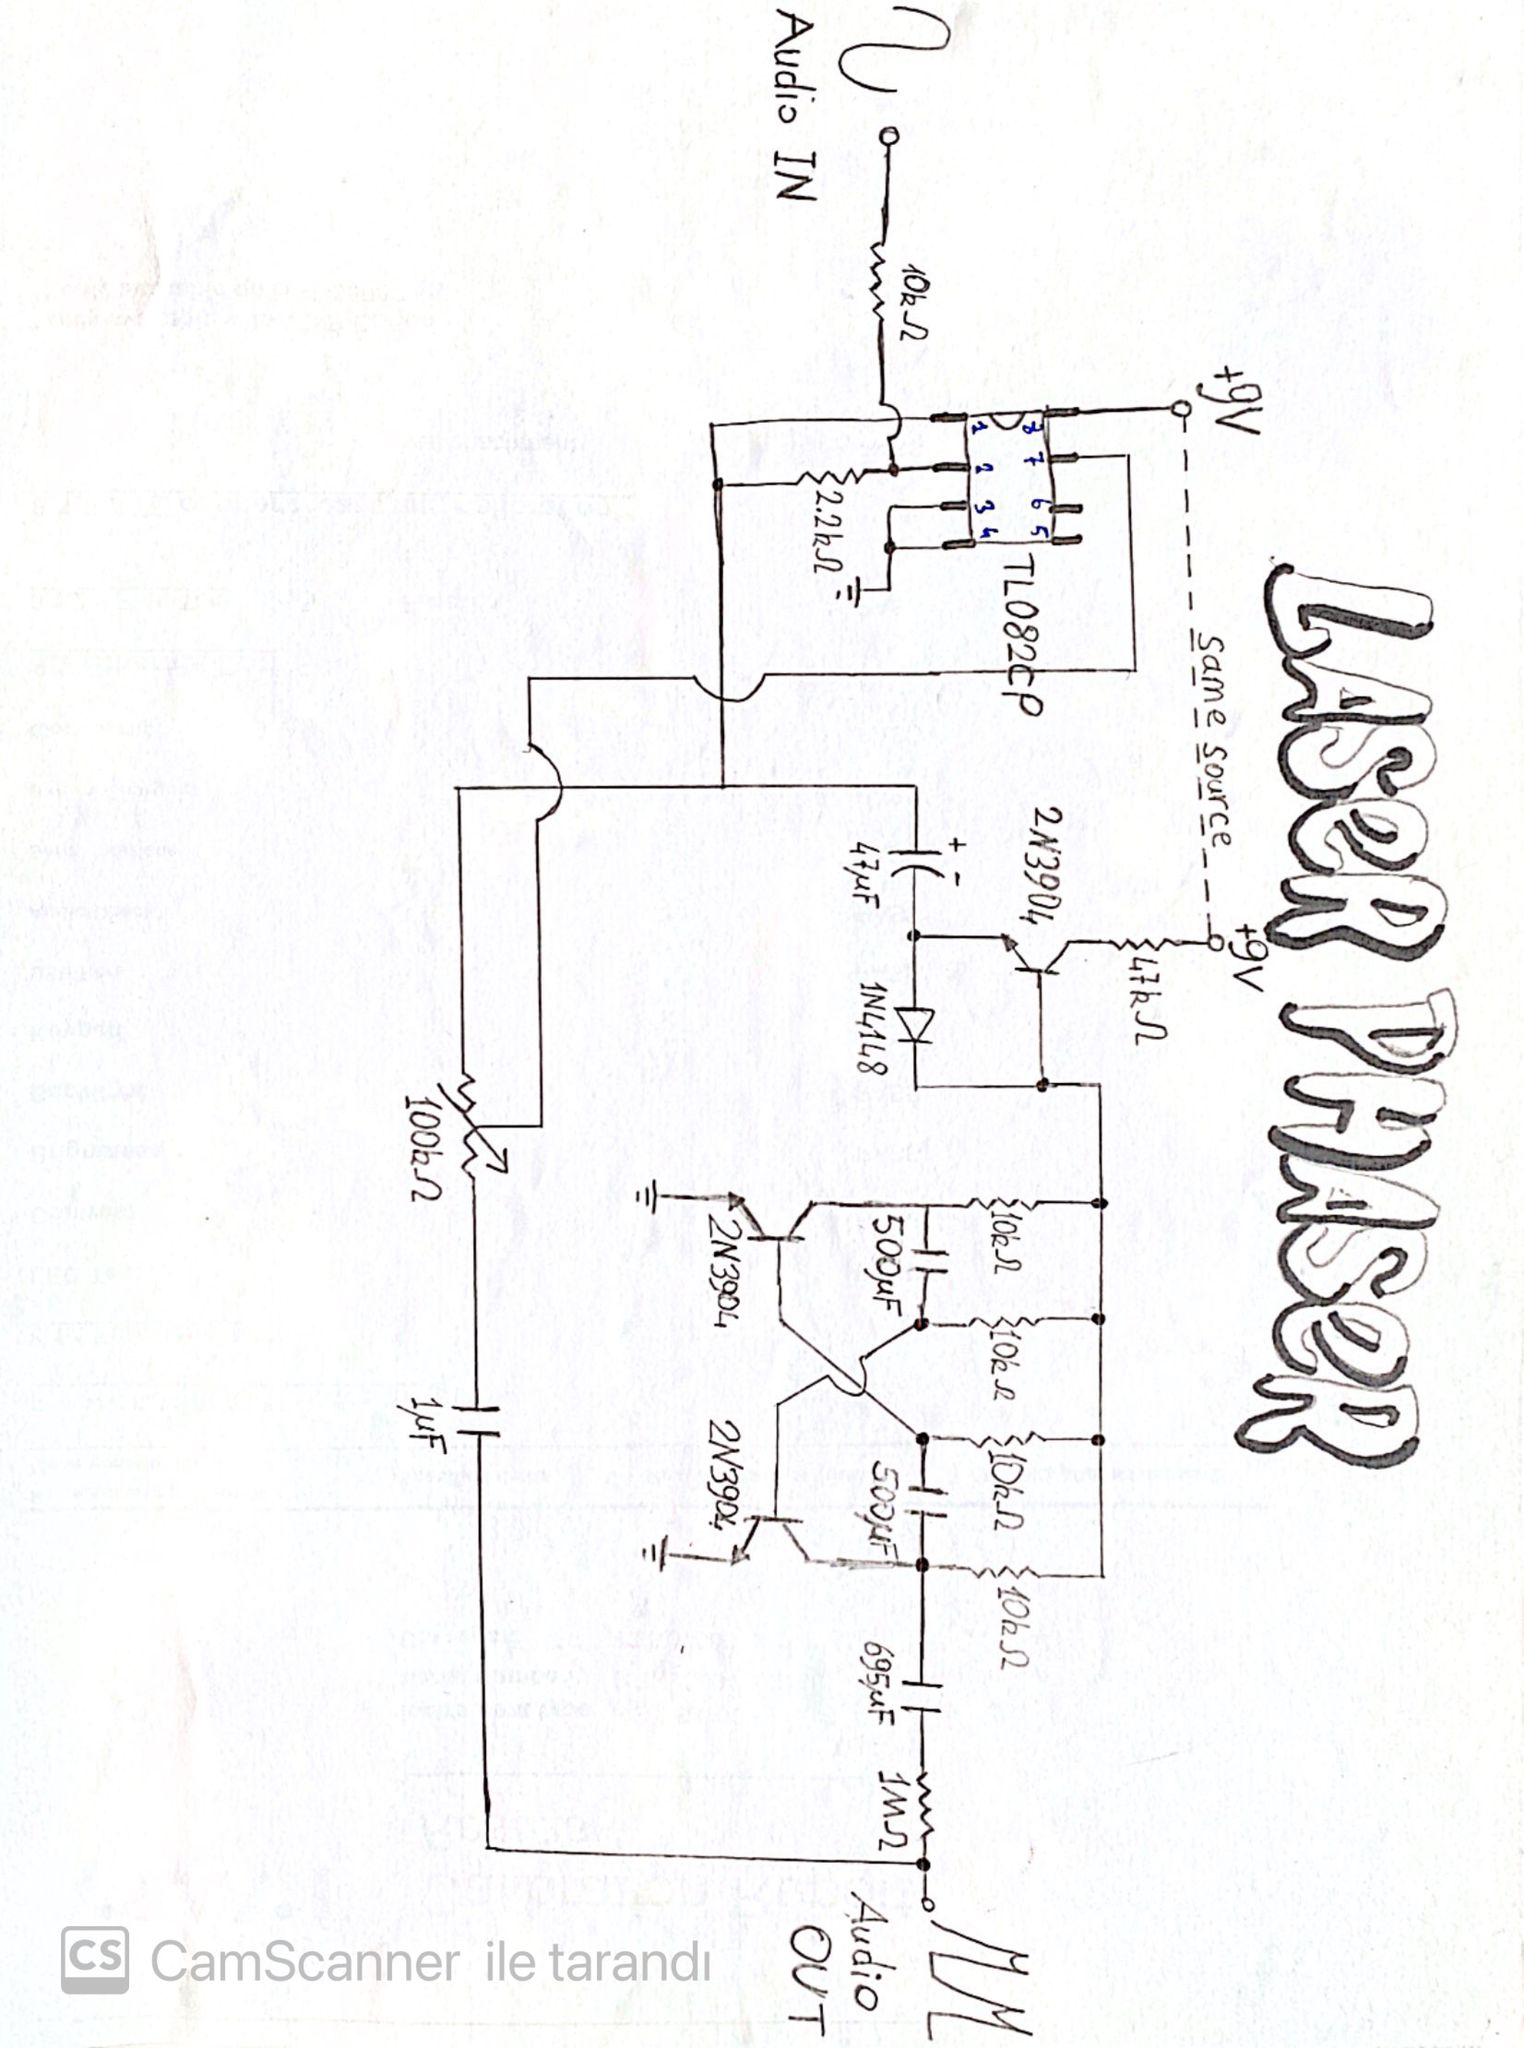 LASER PHASER
+9V
same source
+9V
47kΩ
8 7 6 5
TL082CP
1 2 3 4
2N3904
10kΩ
10kΩ
10kΩ
10kΩ
10kΩ
+ -
47µF
1N4148
500µF
500µF
695µF
1MΩ
2.2kΩ
Audio IN
Audio
OUT
2N3904
2N3904
100kΩ
1µF
CS CamScanner ile tarandı